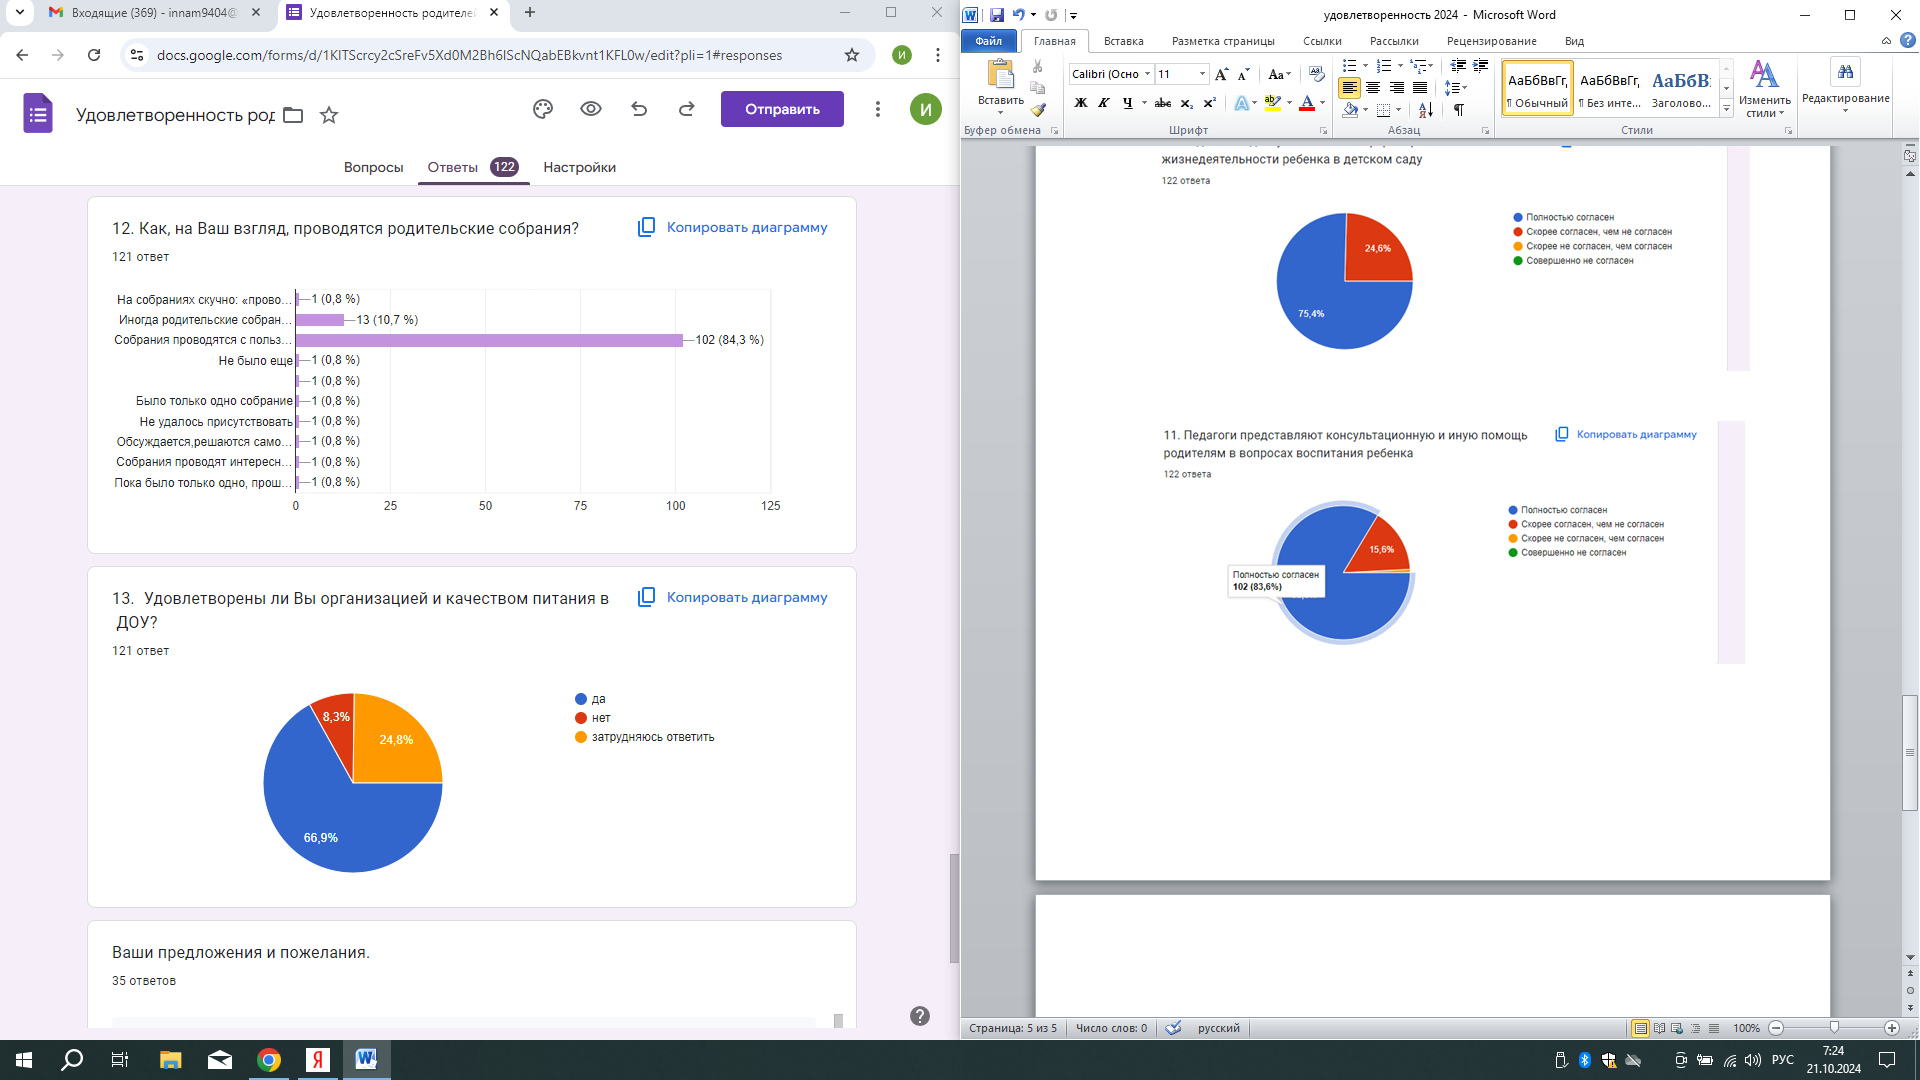 Входящие (369) - innam9404@
Удовлетворенность родителе
docs.google.com/forms/d/1KlTScrcy2cSreFv5Xd0M2Bh6lScNQabEBkvnt1KFL0w/edit?pli=1#responses
И
Удовлетворенность род
Отправить
И
Вопросы
Ответы 122
Настройки
12. Как, на Ваш взгляд, проводятся родительские собрания?
Копировать диаграмму
121 ответ
На собраниях скучно: «прово... 1 (0,8 %)
Иногда родительские собран... 13 (10,7 %)
Собрания проводятся с польз... 102 (84,3 %)
Не было еще 1 (0,8 %)
1 (0,8 %)
Было только одно собрание 1 (0,8 %)
Не удалось присутствовать 1 (0,8 %)
Обсуждается,решаются само... 1 (0,8 %)
Собрания проводят интересн... 1 (0,8 %)
Пока было только одно, прош... 1 (0,8 %)
0 25 50 75 100 125
13. Удовлетворены ли Вы организацией и качеством питания в
ДОУ?
Копировать диаграмму
121 ответ
да
нет
затрудняюсь ответить
8,3%
24,8%
66,9%
Ваши предложения и пожелания.
35 ответов
удовлетворенность 2024 - Microsoft Word
Файл Главная Вставка Разметка страницы Ссылки Рассылки Рецензирование Вид
Вставить
Буфер обмена
Calibri (Осно 11
Ж К Ч abc x₂ x²
Шрифт
Абзац
АаБбВвГг, АаБбВвГг, АаБбВ
¶ Обычный ¶ Без инте... Заголово...
Стили
Изменить
стили
Редактирование
жизнедеятельности ребенка в детском саду
122 ответа
Полностью согласен
Скорее согласен, чем не согласен
Скорее не согласен, чем согласен
Совершенно не согласен
24,6%
75,4%
11. Педагоги представляют консультационную и иную помощь
родителям в вопросах воспитания ребенка
Копировать диаграмму
122 ответа
Полностью согласен
Скорее согласен, чем не согласен
Скорее не согласен, чем согласен
Совершенно не согласен
15,6%
Полностью согласен
102 (83,6%)
Страница: 5 из 5
Число слов: 0
русский
100%
РУС
7:24
21.10.2024